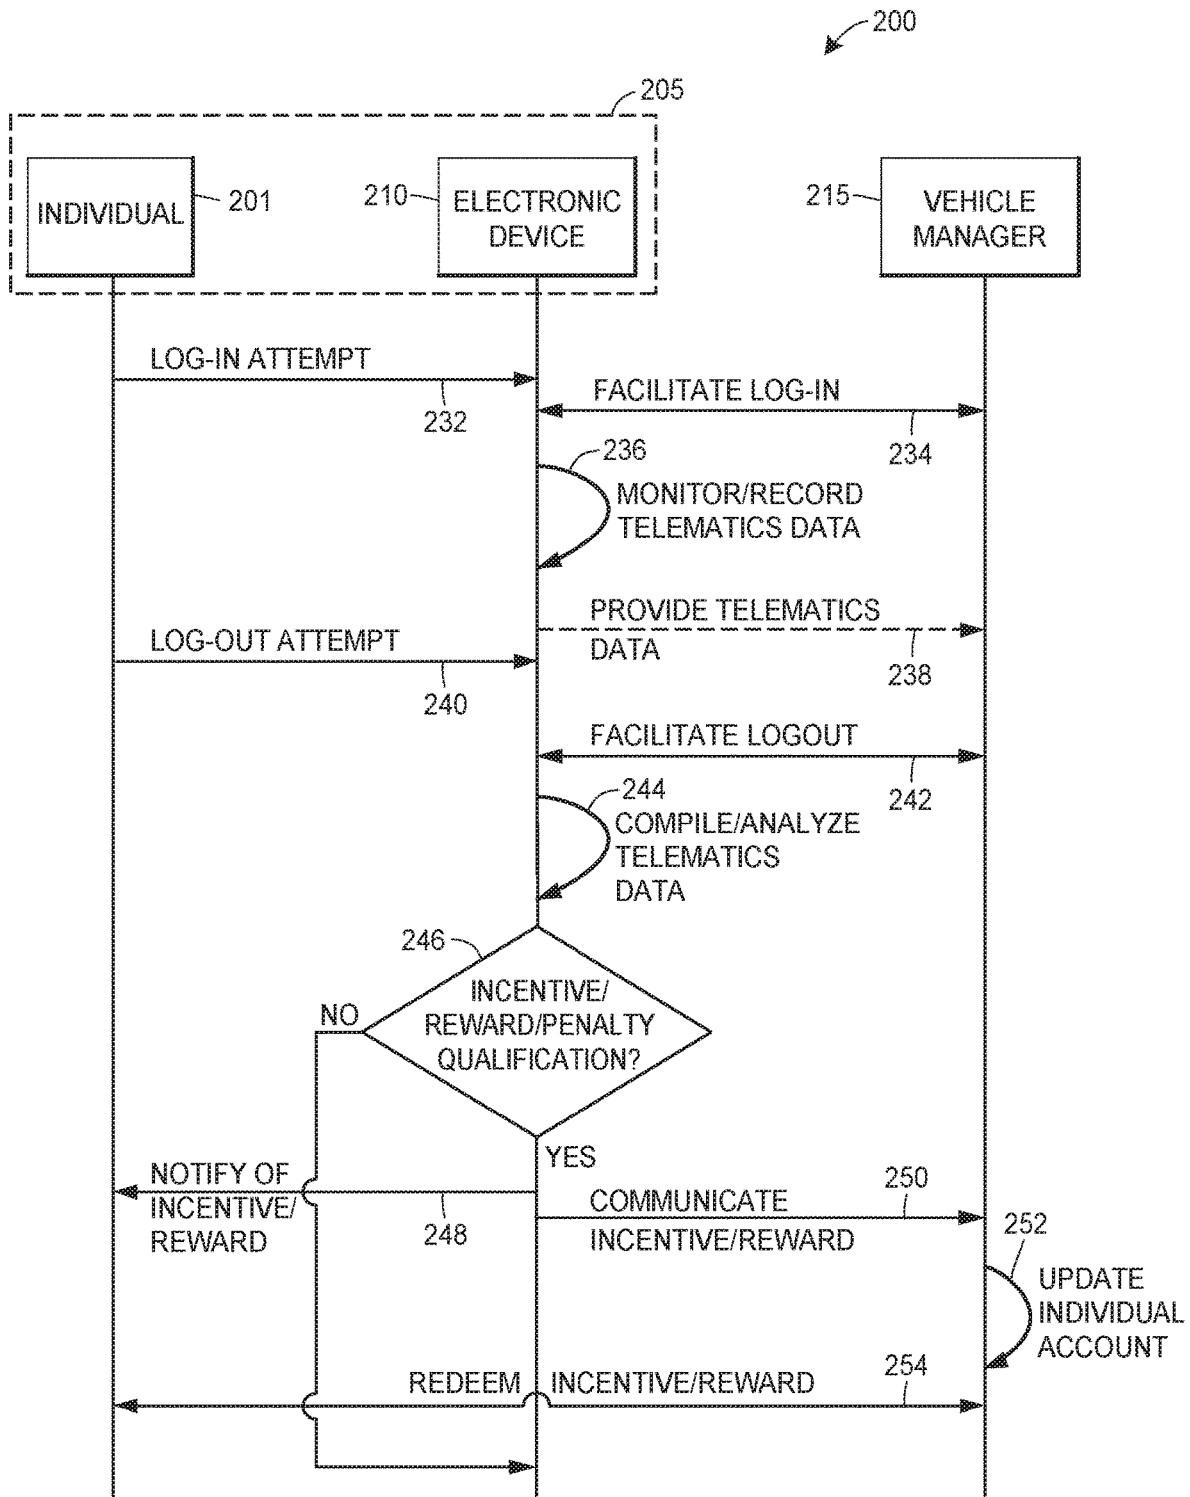 200
205
INDIVIDUAL
201
210
ELECTRONIC
DEVICE
215
VEHICLE
MANAGER
LOG-IN ATTEMPT
232
FACILITATE LOG-IN
234
236
MONITOR/RECORD
TELEMATICS DATA
PROVIDE TELEMATICS
DATA
238
LOG-OUT ATTEMPT
240
FACILITATE LOGOUT
242
244
COMPILE/ANALYZE
TELEMATICS
DATA
246
INCENTIVE/
REWARD/PENALTY
QUALIFICATION?
NO
YES
NOTIFY OF
INCENTIVE/
REWARD
248
COMMUNICATE
INCENTIVE/REWARD
250
252
UPDATE
INDIVIDUAL
ACCOUNT
REDEEM INCENTIVE/REWARD
254